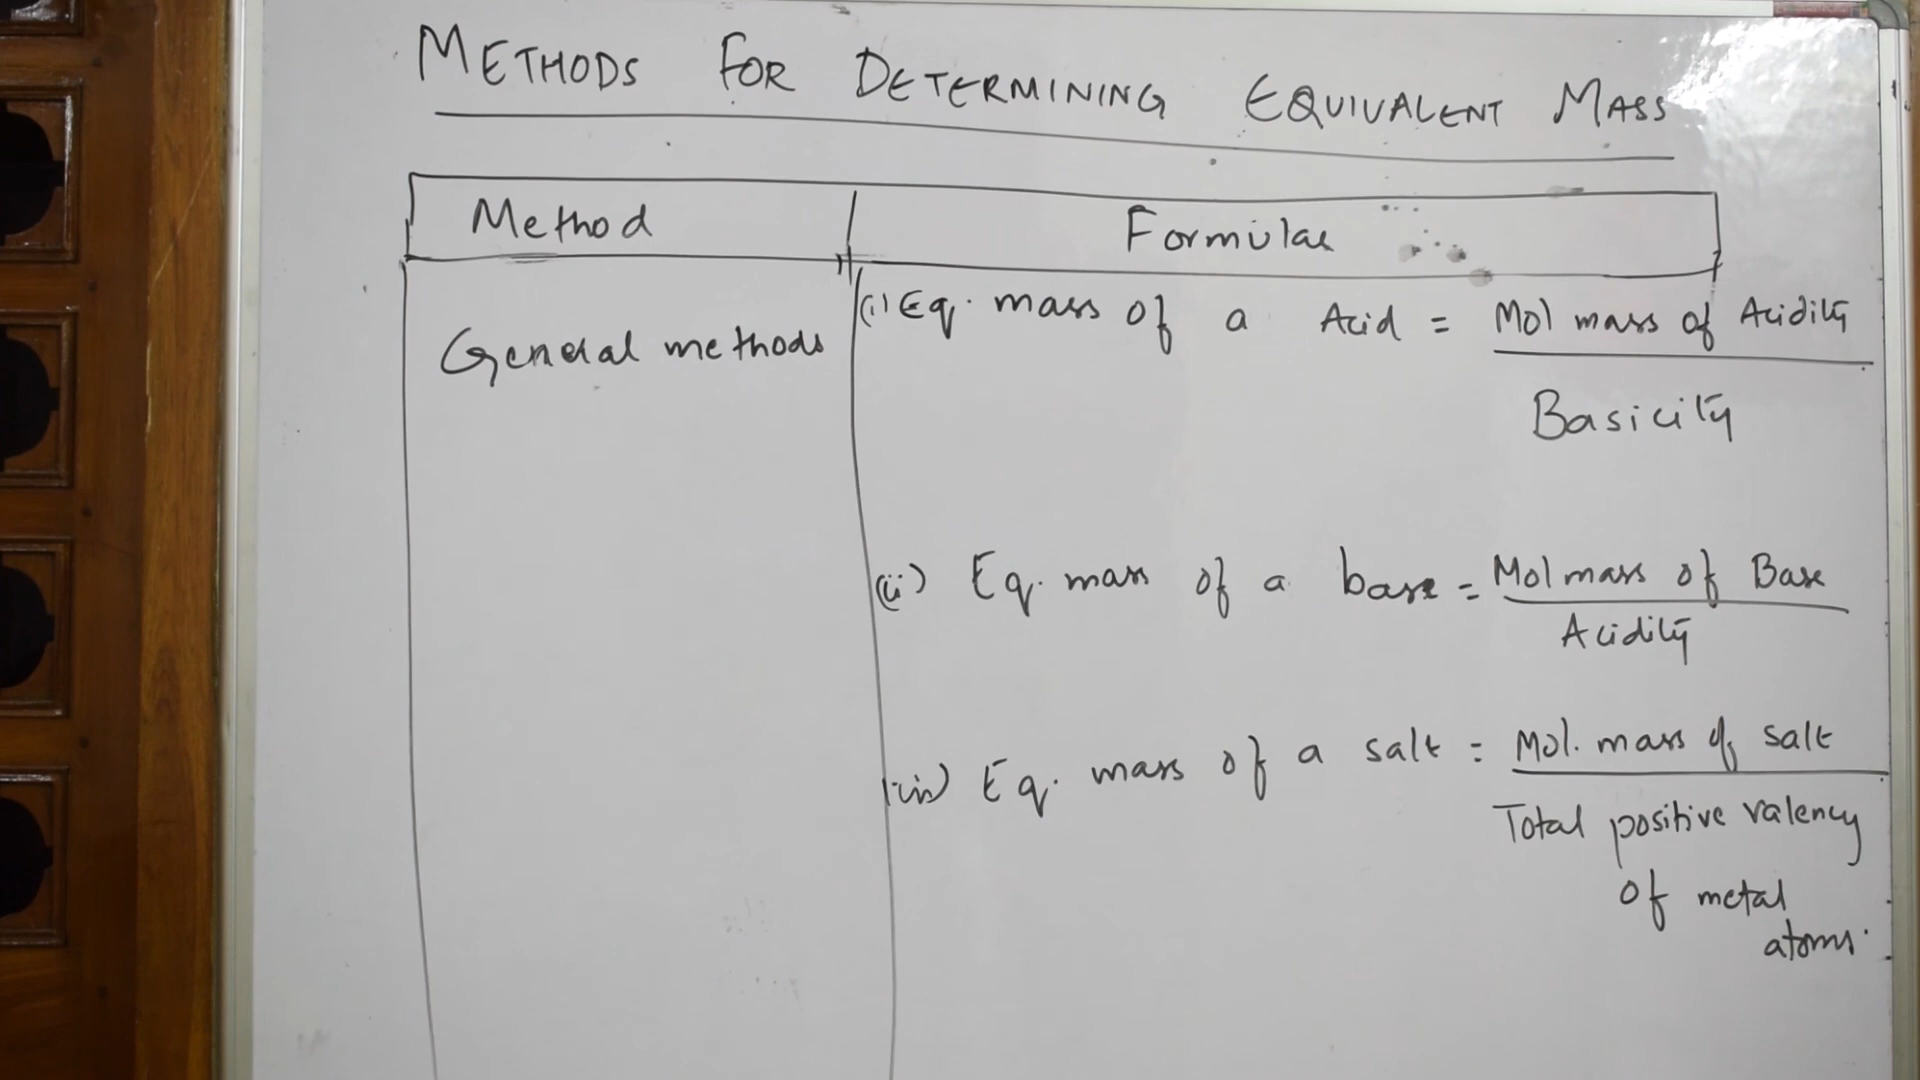 METHODS FOR DETERMINING EQUIVALENT MASS
Method
Formulae
General methods
(i) Eq. mass of a Acid = Mol mass of Acidity
Basicity
(ii) Eq. mass of a base = Mol mass of Base
Acidity
(iii) Eq. mass of a salt = Mol. mass of salt
Total positive valency
of metal
atoms.